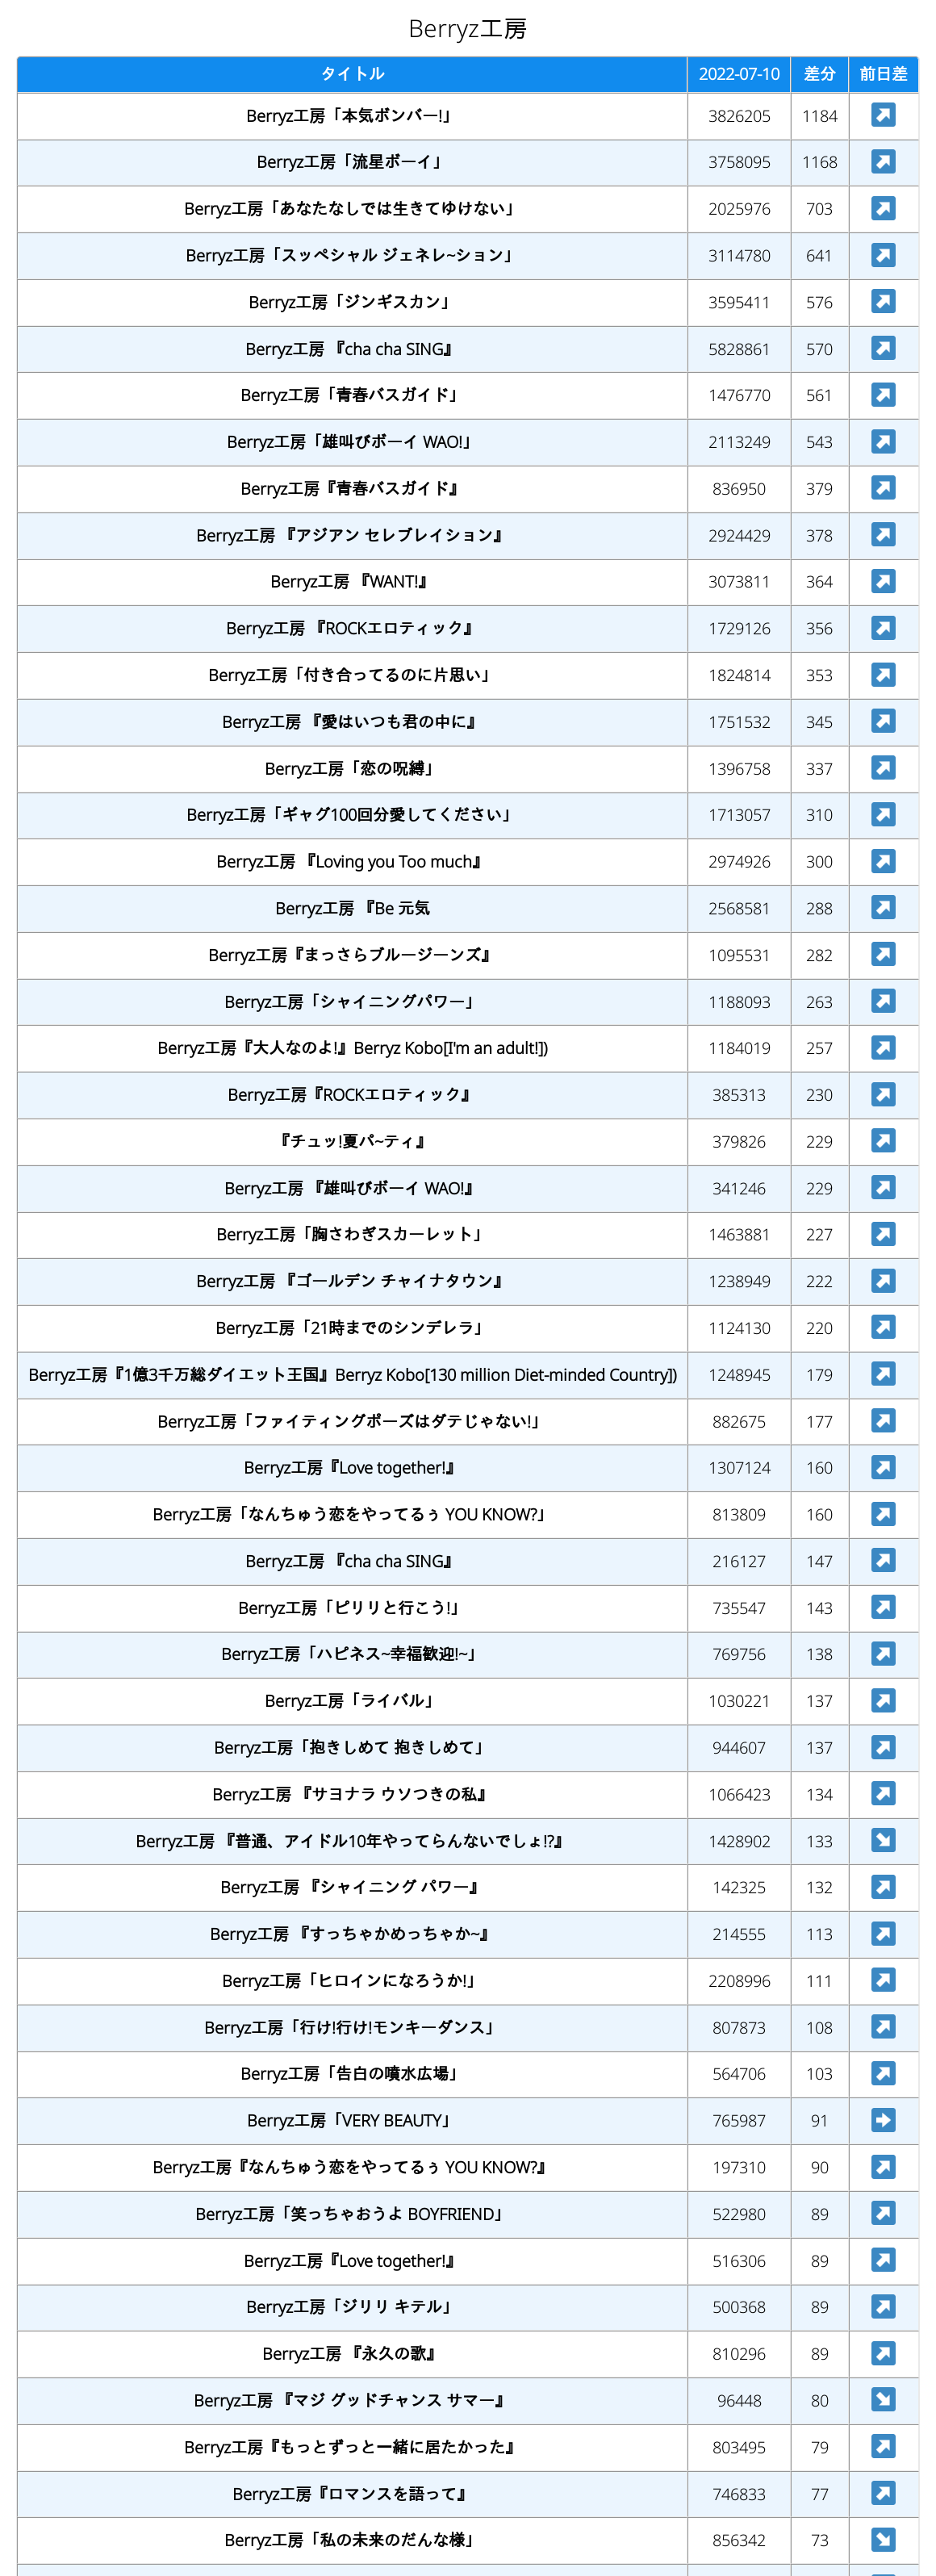 Berryz工房
タイトル 2022-07-10 差分 前日差
Berryz工房「本気ボンバー!」 3826205 1184
Berryz工房「流星ボーイ」 3758095 1168
Berryz工房「あなたなしでは生きてゆけない」 2025976 703
Berryz工房「スッペシャル ジェネレ~ション」 3114780 641
Berryz工房「ジンギスカン」 3595411 576
Berryz工房 『cha cha SING』 5828861 570
Berryz工房「青春バスガイド」 1476770 561
Berryz工房「雄叫びボーイ WAO!」 2113249 543
Berryz工房『青春バスガイド』 836950 379
Berryz工房 『アジアン セレブレイション』 2924429 378
Berryz工房 『WANT!』 3073811 364
Berryz工房 『ROCKエロティック』 1729126 356
Berryz工房「付き合ってるのに片思い」 1824814 353
Berryz工房 『愛はいつも君の中に』 1751532 345
Berryz工房「恋の呪縛」 1396758 337
Berryz工房「ギャグ100回分愛してください」 1713057 310
Berryz工房 『Loving you Too much』 2974926 300
Berryz工房 『Be 元気 2568581 288
Berryz工房『まっさらブルージーンズ』 1095531 282
Berryz工房「シャイニングパワー」 1188093 263
Berryz工房『大人なのよ!』Berryz Kobo[I'm an adult!]) 1184019 257
Berryz工房『ROCKエロティック』 385313 230
『チュッ!夏パ~ティ』 379826 229
Berryz工房 『雄叫びボーイ WAO!』 341246 229
Berryz工房「胸さわぎスカーレット」 1463881 227
Berryz工房 『ゴールデン チャイナタウン』 1238949 222
Berryz工房「21時までのシンデレラ」 1124130 220
Berryz工房『1億3千万総ダイエット王国』Berryz Kobo[130 million Diet-minded Country]) 1248945 179
Berryz工房「ファイティングポーズはダテじゃない!」 882675 177
Berryz工房『Love together!』 1307124 160
Berryz工房「なんちゅう恋をやってるぅ YOU KNOW?」 813809 160
Berryz工房 『cha cha SING』 216127 147
Berryz工房「ピリリと行こう!」 735547 143
Berryz工房「ハピネス~幸福歓迎!~」 769756 138
Berryz工房「ライバル」 1030221 137
Berryz工房「抱きしめて 抱きしめて」 944607 137
Berryz工房 『サヨナラ ウソつきの私』 1066423 134
Berryz工房 『普通、アイドル10年やってらんないでしょ!?』 1428902 133
Berryz工房 『シャイニング パワー』 142325 132
Berryz工房 『すっちゃかめっちゃか~』 214555 113
Berryz工房「ヒロインになろうか!」 2208996 111
Berryz工房「行け!行け!モンキーダンス」 807873 108
Berryz工房「告白の噴水広場」 564706 103
Berryz工房「VERY BEAUTY」 765987 91
Berryz工房『なんちゅう恋をやってるぅ YOU KNOW?』 197310 90
Berryz工房「笑っちゃおうよ BOYFRIEND」 522980 89
Berryz工房『Love together!』 516306 89
Berryz工房「ジリリ キテル」 500368 89
Berryz工房 『永久の歌』 810296 89
Berryz工房 『マジ グッドチャンス サマー』 96448 80
Berryz工房『もっとずっと一緒に居たかった』 803495 79
Berryz工房『ロマンスを語って』 746833 77
Berryz工房「私の未来のだんな様」 856342 73